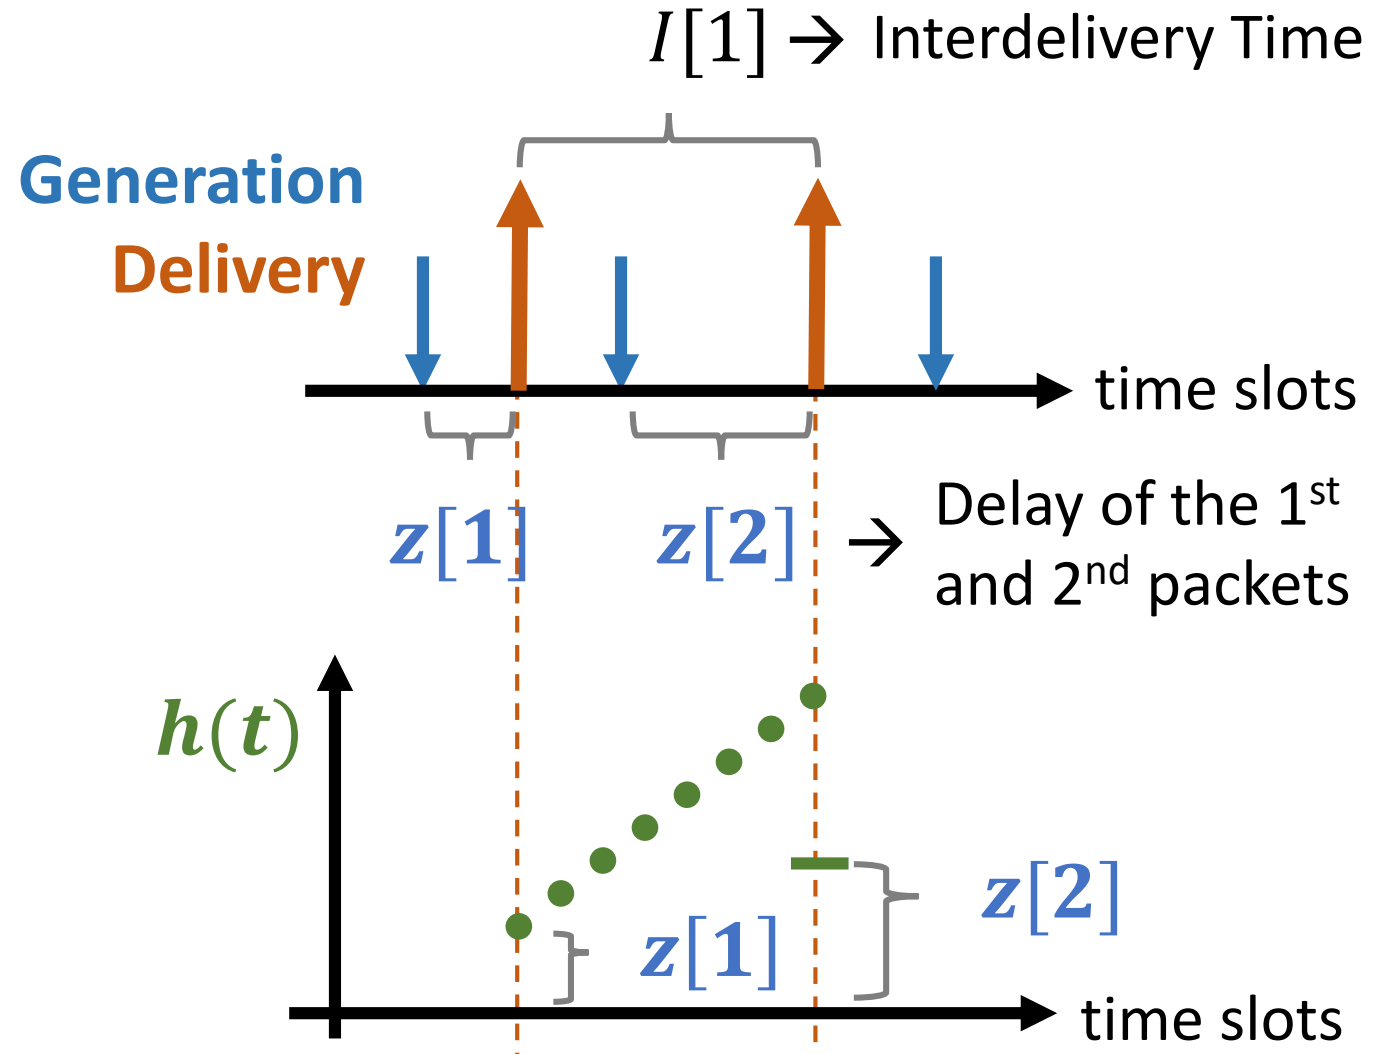 I[1] → Interdelivery Time
Generation
Delivery
time slots
z[1]
z[2] → Delay of the 1st
and 2nd packets
h(t)
z[2]
z[1]
time slots